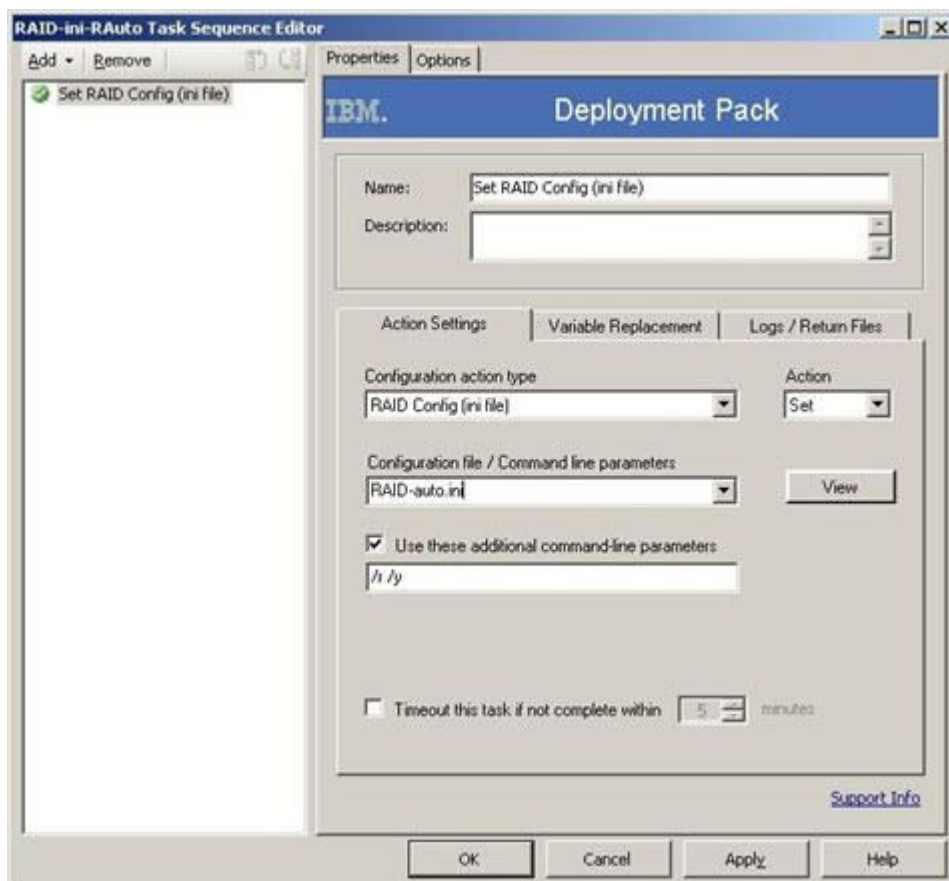 RAID-ini-RAuto Task Sequence Editor
Add Remove
Set RAID Config (ini file)
Properties Options
IBM. Deployment Pack
Name: Set RAID Config (ini file)
Description:
Action Settings Variable Replacement Logs / Return Files
Configuration action type Action
RAID Config (ini file) Set
Configuration file / Command line parameters
RAID-auto.ini View
Use these additional command-line parameters
/r /y
Timeout this task if not complete within 5 minutes
Support Info
OK Cancel Apply Help